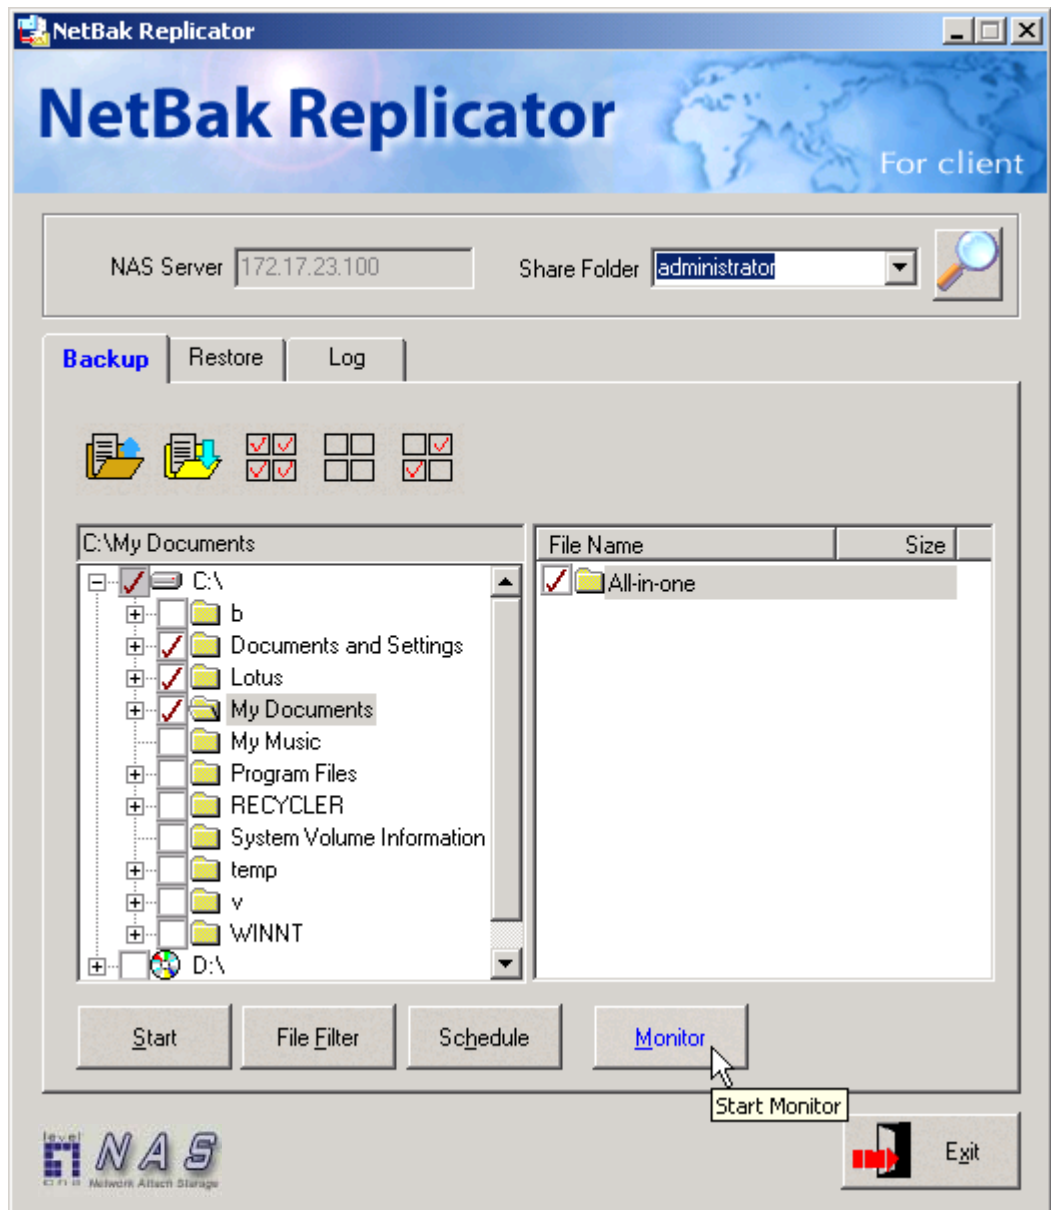 NetBak Replicator
NetBak Replicator
For client
NAS Server 172.17.23.100 Share Folder administrator
Backup Restore Log
C:\My Documents
File Name Size
C:\
b
Documents and Settings
Lotus
My Documents
My Music
Program Files
RECYCLER
System Volume Information
temp
v
WINNT
D:\
All-in-one
Start File Filter Schedule Monitor
Start Monitor
level
one
NAS
Network Attach Storage
Exit